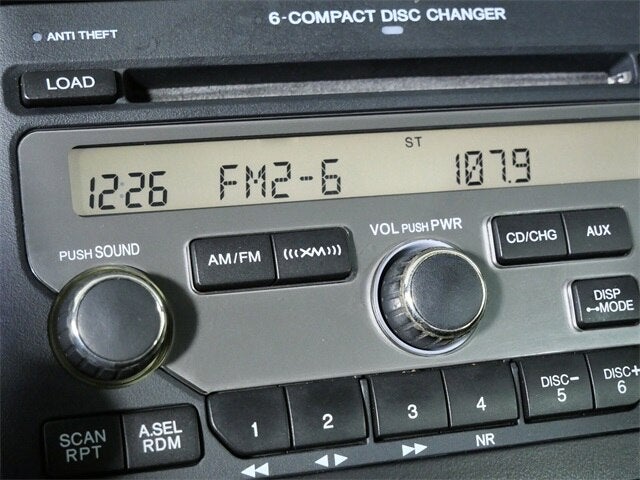 6-COMPACT DISC CHANGER
ANTI THEFT
LOAD
ST
12:26 FM2-6 107.9
PUSH SOUND
VOL PUSH PWR
AM/FM
(((XM)))
CD/CHG
AUX
DISP
MODE
1
2
3
4
DISC-
5
DISC+
6
SCAN
RPT
A.SEL
RDM
NR